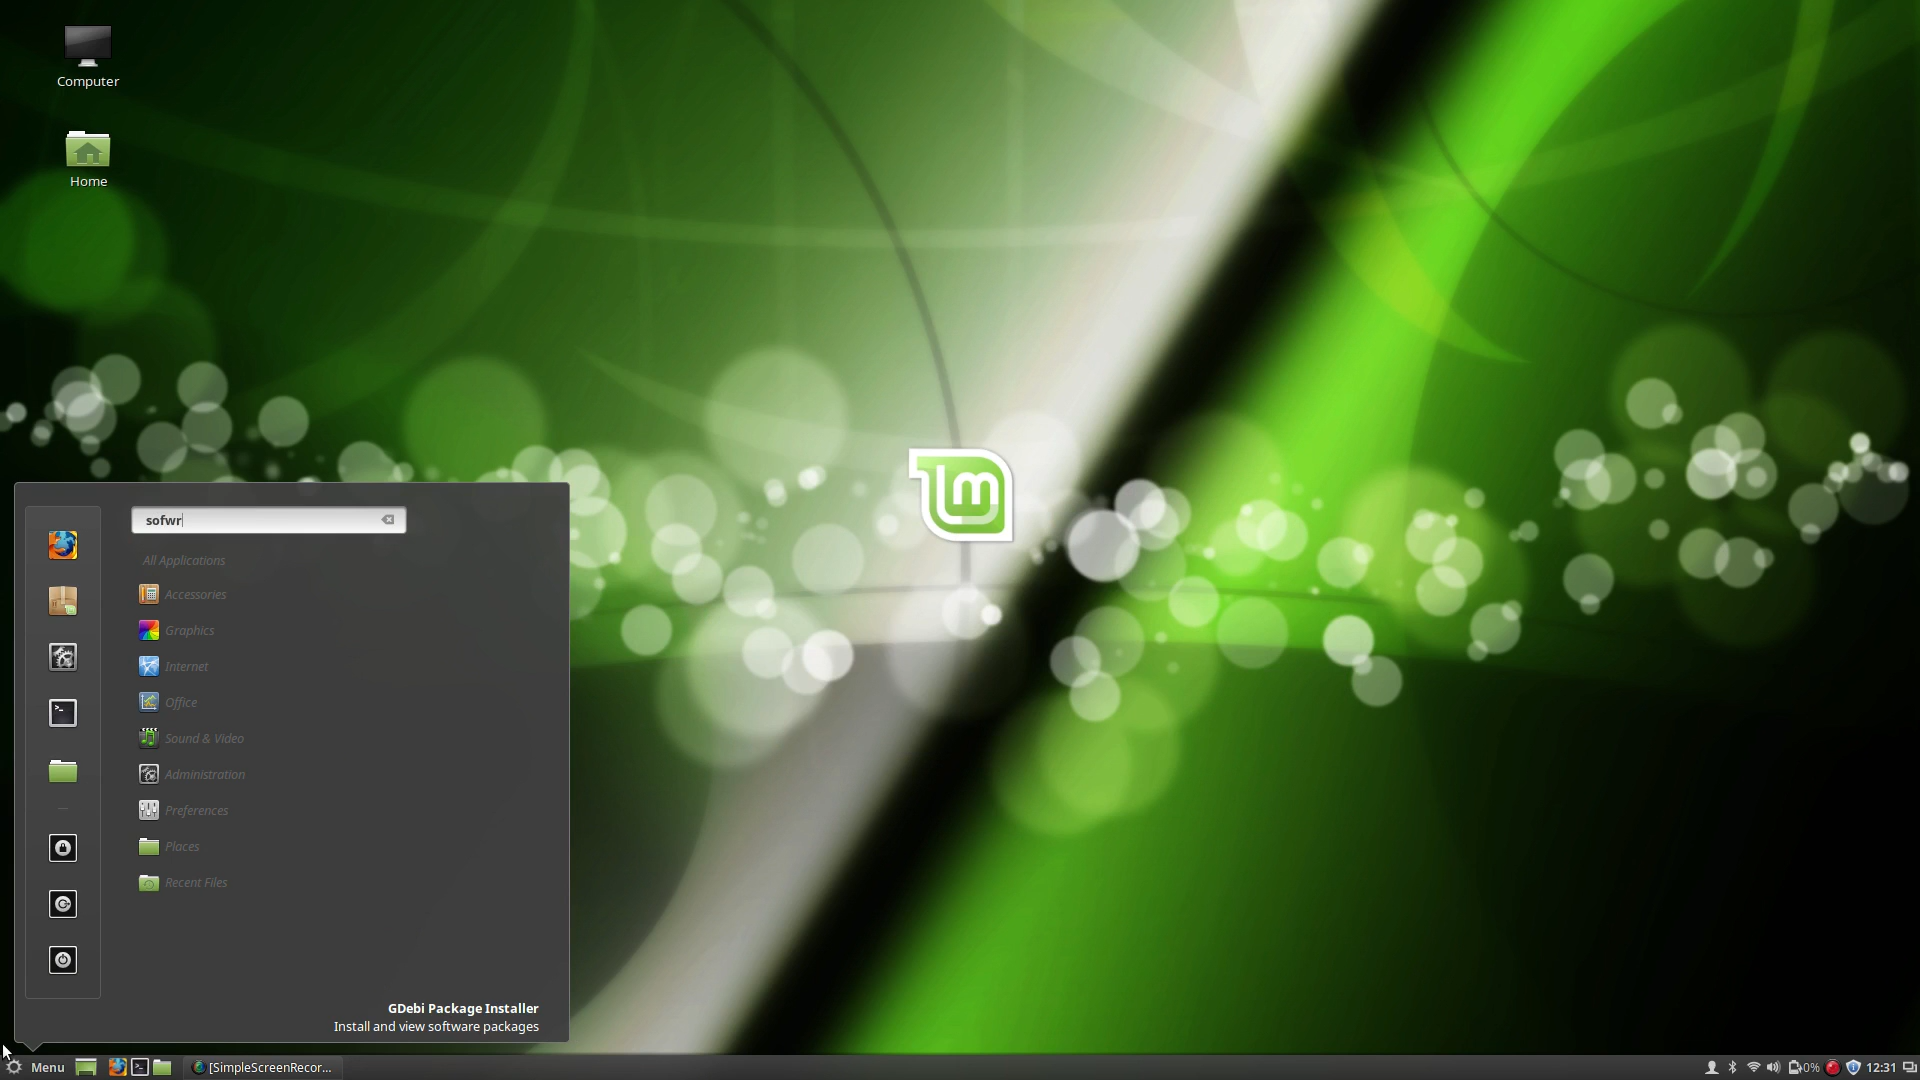 Computer
Home
sofwr
All Applications
Accessories
Graphics
Internet
Office
Sound & Video
Administration
Preferences
Places
Recent Files
GDebi Package Installer
Install and view software packages
Menu
[SimpleScreenRecor...
0%
12:31